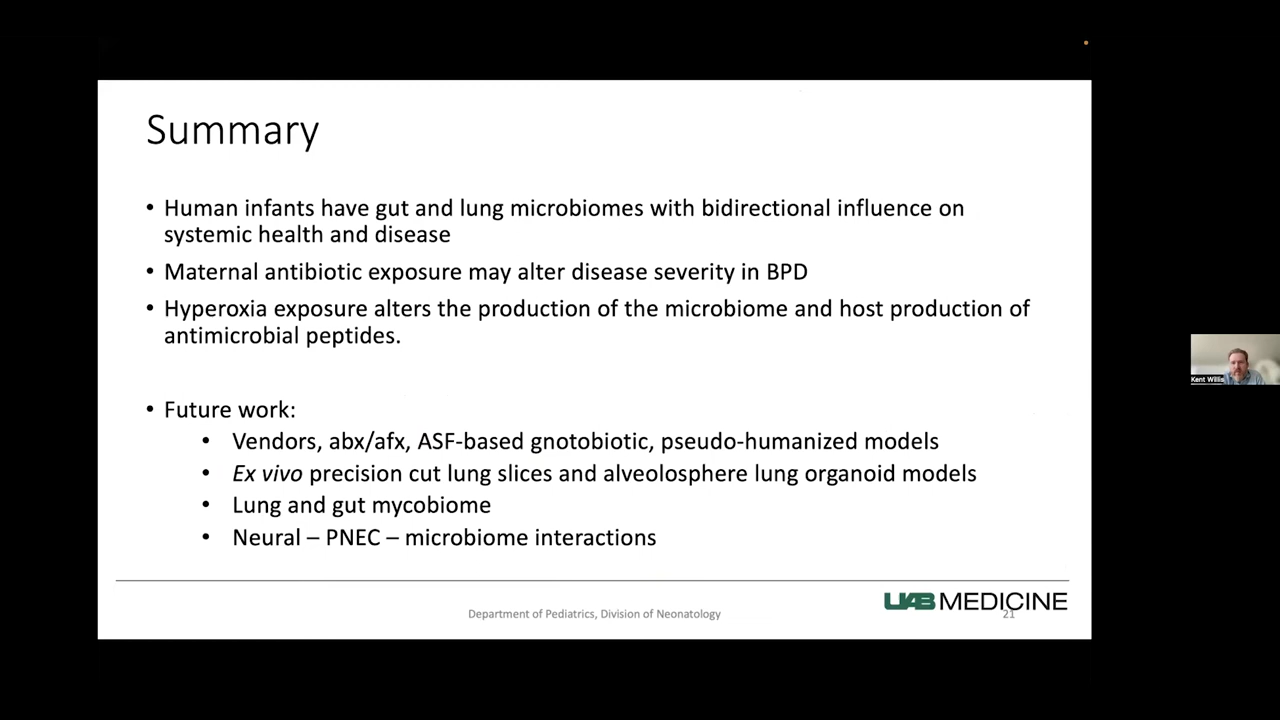 Summary
• Human infants have gut and lung microbiomes with bidirectional influence on
systemic health and disease
• Maternal antibiotic exposure may alter disease severity in BPD
• Hyperoxia exposure alters the production of the microbiome and host production of
antimicrobial peptides.
• Future work:
• Vendors, abx/afx, ASF-based gnotobiotic, pseudo-humanized models
• Ex vivo precision cut lung slices and alveolosphere lung organoid models
• Lung and gut mycobiome
• Neural – PNEC – microbiome interactions
Department of Pediatrics, Division of Neonatology
UAB MEDICINE
21
Kent Willis